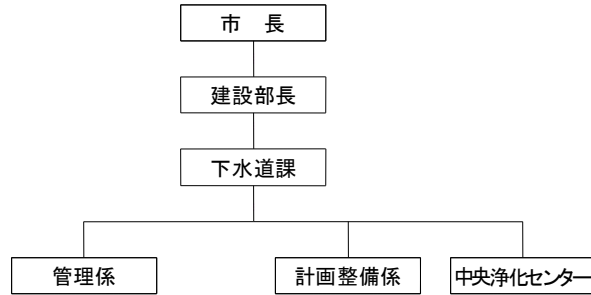 市　長
建設部長
下水道課
管理係
計画整備係
中央浄化センター